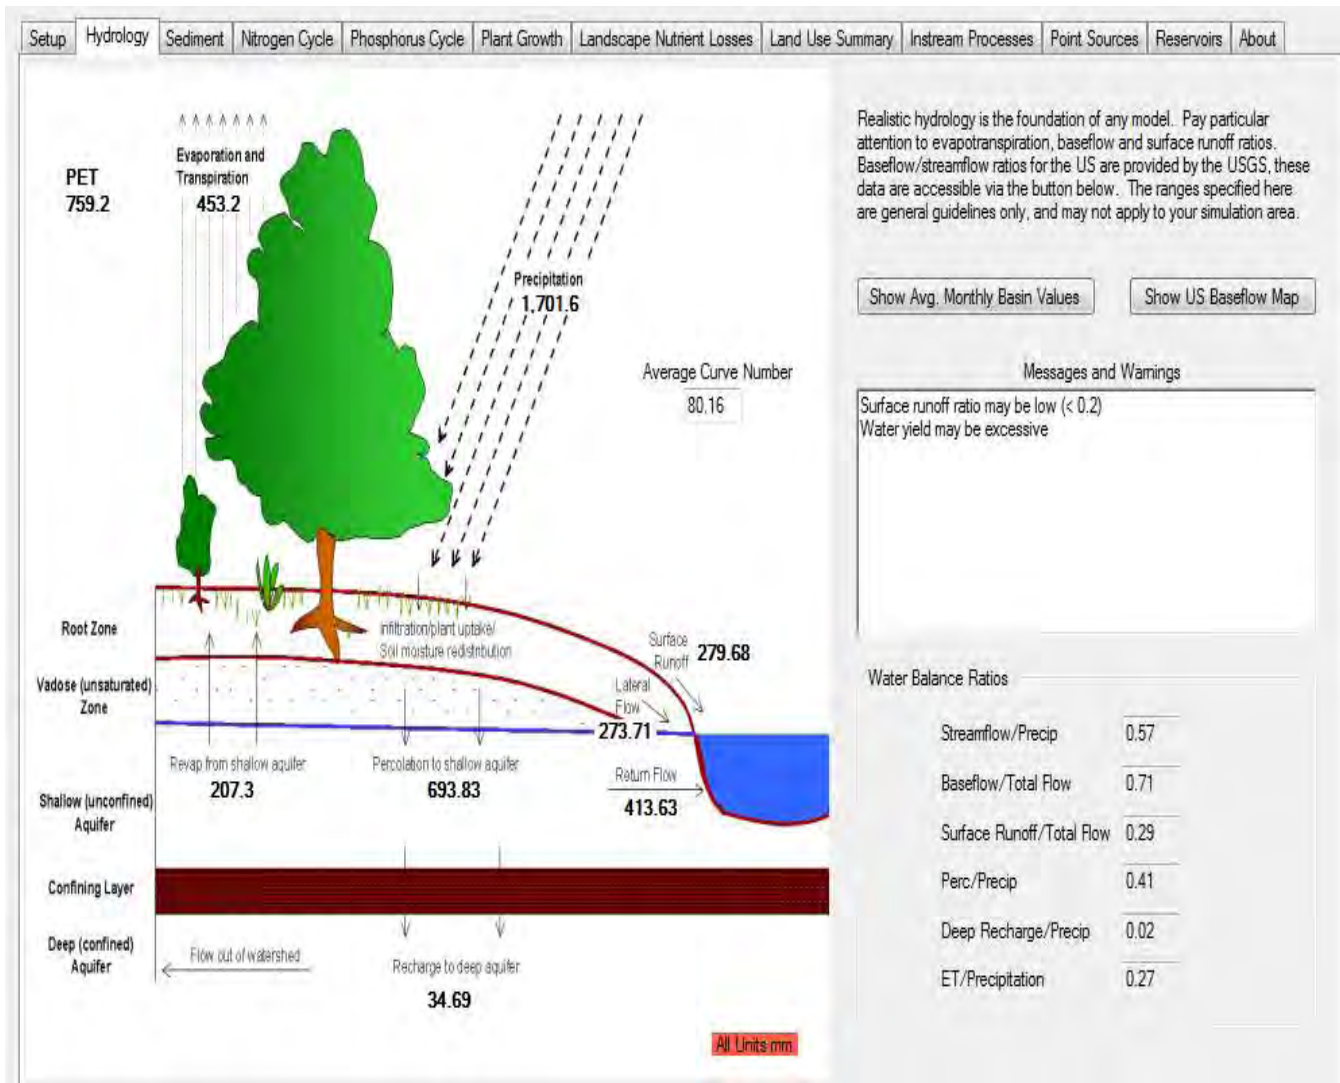 Setup Hydrology Sediment Nitrogen Cycle Phosphorus Cycle Plant Growth Landscape Nutrient Losses Land Use Summary Instream Processes Point Sources Reservoirs About
PET
759.2
Evaporation and
Transpiration
453.2
Precipitation
1,701.6
Average Curve Number
80.16
Root Zone
Infiltration/plant uptake/
Soil moisture redistribution
Surface
Runoff 279.68
Vadose (unsaturated)
Zone
Lateral
Flow
273.71
Revap from shallow aquifer
207.3
Percolation to shallow aquifer
693.83
Return Flow
413.63
Shallow (unconfined)
Aquifer
Confining Layer
Deep (confined)
Aquifer
Flow out of watershed
Recharge to deep aquifer
34.69
All Units mm
Realistic hydrology is the foundation of any model. Pay particular
attention to evapotranspiration, baseflow and surface runoff ratios.
Baseflow/streamflow ratios for the US are provided by the USGS, these
data are accessible via the button below. The ranges specified here
are general guidelines only, and may not apply to your simulation area.
Show Avg. Monthly Basin Values Show US Baseflow Map
Messages and Warnings
Surface runoff ratio may be low (< 0.2)
Water yield may be excessive
Water Balance Ratios
Streamflow/Precip 0.57
Baseflow/Total Flow 0.71
Surface Runoff/Total Flow 0.29
Perc/Precip 0.41
Deep Recharge/Precip 0.02
ET/Precipitation 0.27